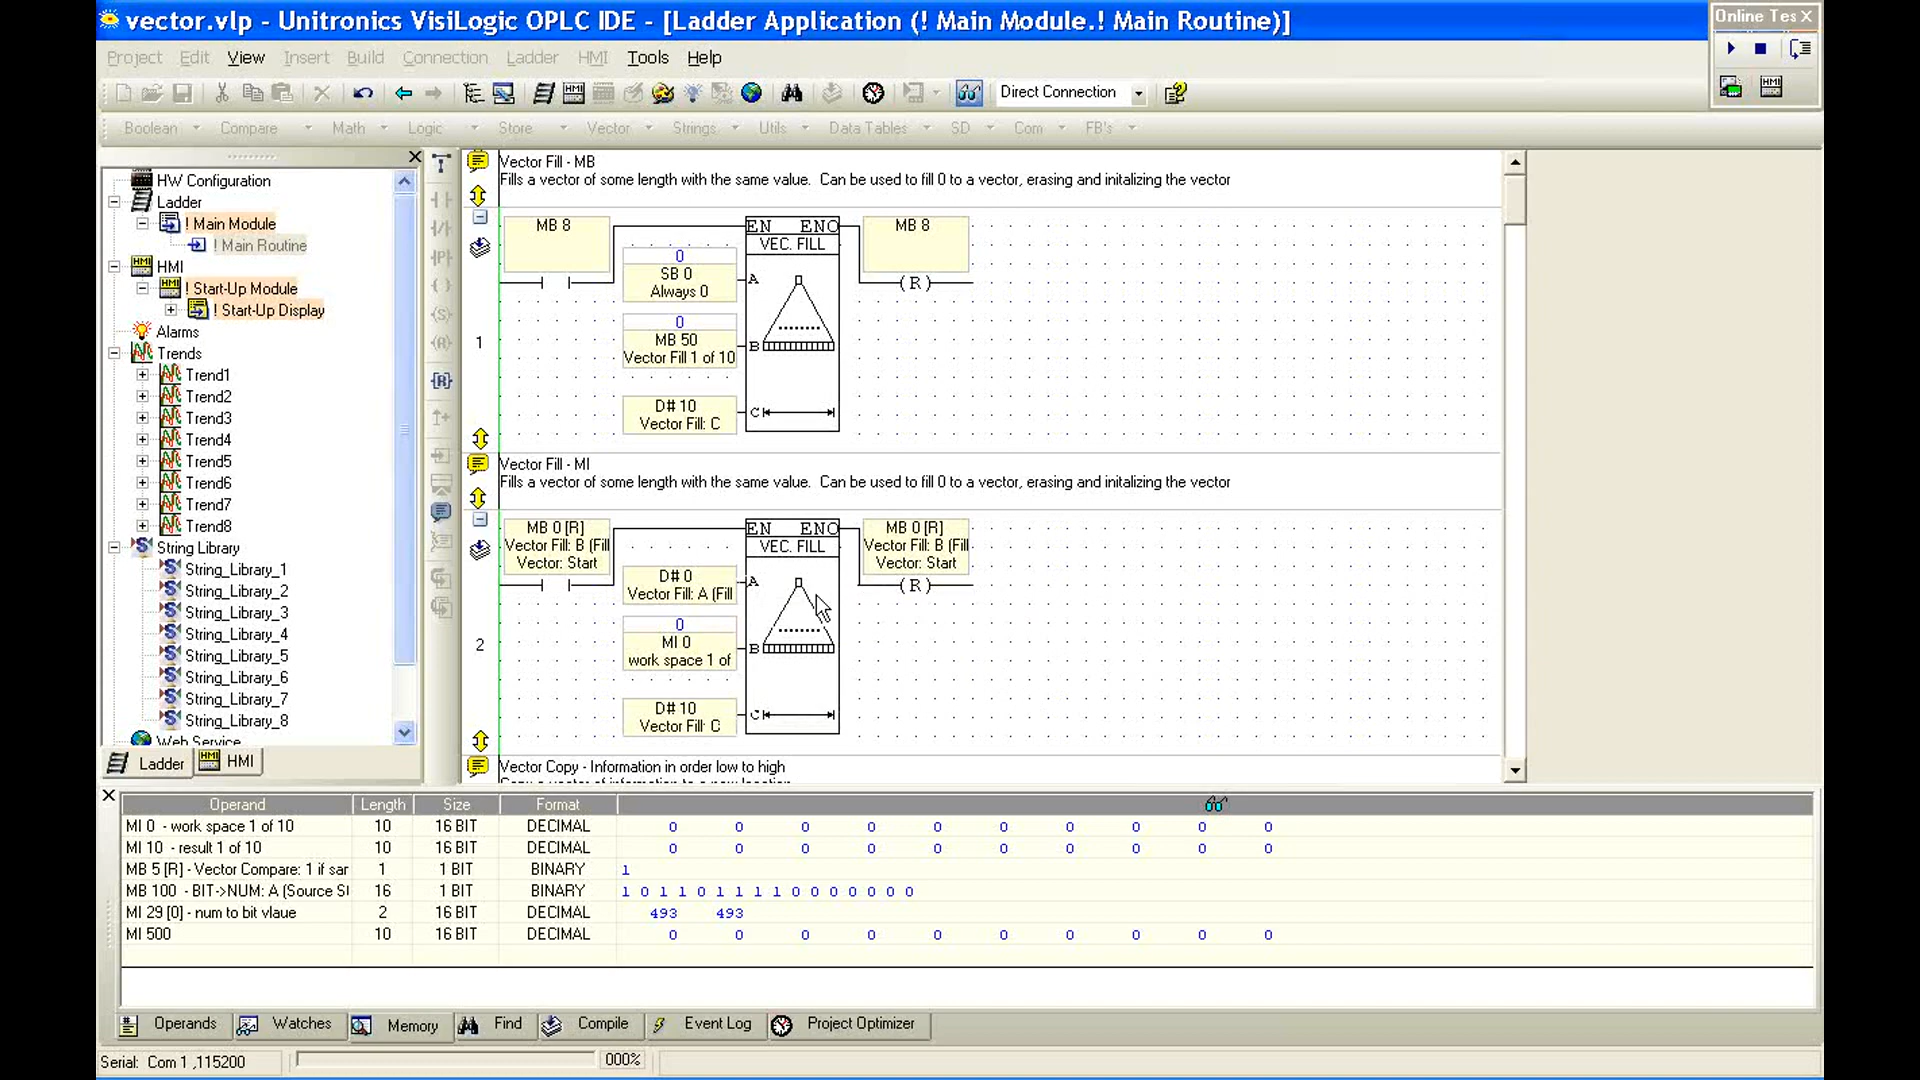 vector.vlp - Unitronics VisiLogic OPLC IDE - [Ladder Application (! Main Module.! Main Routine)]
Online Tes X
Project Edit View Insert Build Connection Ladder HMI Tools Help
Direct Connection
HMI
Boolean Compare Math Logic Store Vector Strings Utils Data Tables SD Com FB's
HW Configuration
Ladder
! Main Module
! Main Routine
HMI
! Start-Up Module
! Start-Up Display
Alarms
Trends
Trend1
Trend2
Trend3
Trend4
Trend5
Trend6
Trend7
Trend8
String Library
String_Library_1
String_Library_2
String_Library_3
String_Library_4
String_Library_5
String_Library_6
String_Library_7
String_Library_8
Web Service
Ladder HMI
Vector Fill - MB
Fills a vector of some length with the same value. Can be used to fill 0 to a vector, erasing and initalizing the vector
MB 8
EN ENO
VEC. FILL
MB 8
(R)
0
SB 0
Always 0
A
0
MB 50
Vector Fill 1 of 10
B
1
D# 10
Vector Fill: C
C
Vector Fill - MI
Fills a vector of some length with the same value. Can be used to fill 0 to a vector, erasing and initalizing the vector
MB 0 [R]
Vector Fill: B (Fill
Vector: Start
EN ENO
VEC. FILL
MB 0 [R]
Vector Fill: B (Fill
Vector: Start
(R)
D# 0
Vector Fill: A (Fill
A
0
MI 0
work space 1 of
B
2
D# 10
Vector Fill: C
C
Vector Copy - Information in order low to high
Operand Length Size Format
MI 0 - work space 1 of 10 10 16 BIT DECIMAL 0 0 0 0 0 0 0 0 0 0
MI 10 - result 1 of 10 10 16 BIT DECIMAL 0 0 0 0 0 0 0 0 0 0
MB 5 [R] - Vector Compare: 1 if sar 1 1 BIT BINARY 1
MB 100 - BIT->NUM: A (Source S 16 1 BIT BINARY 1 0 1 1 0 1 1 1 1 0 0 0 0 0 0 0
MI 29 [0] - num to bit vlaue 2 16 BIT DECIMAL 493 493
MI 500 10 16 BIT DECIMAL 0 0 0 0 0 0 0 0 0 0
Operands Watches Memory Find Compile Event Log Project Optimizer
Serial: Com 1 ,115200 000%